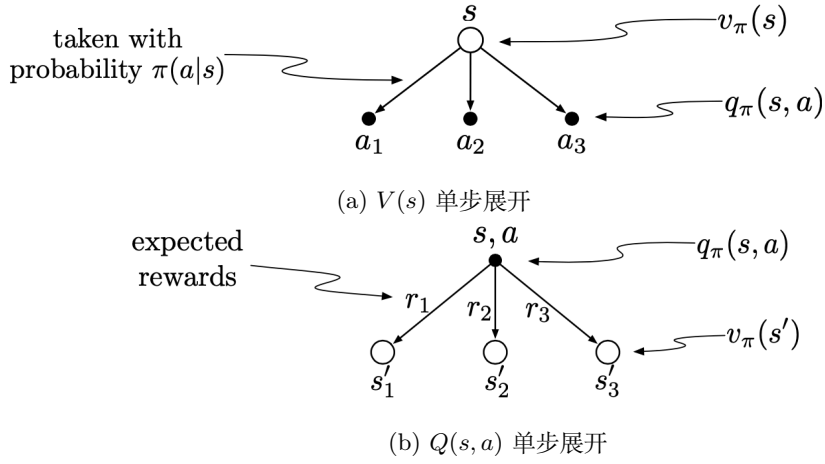 s
v_π(s)
taken with
probability π(a|s)
q_π(s, a)
a_1 a_2 a_3
(a) V(s) 单步展开
s, a
expected
rewards
q_π(s, a)
r_1 r_2 r_3
v_π(s′)
s′_1 s′_2 s′_3
(b) Q(s, a) 单步展开